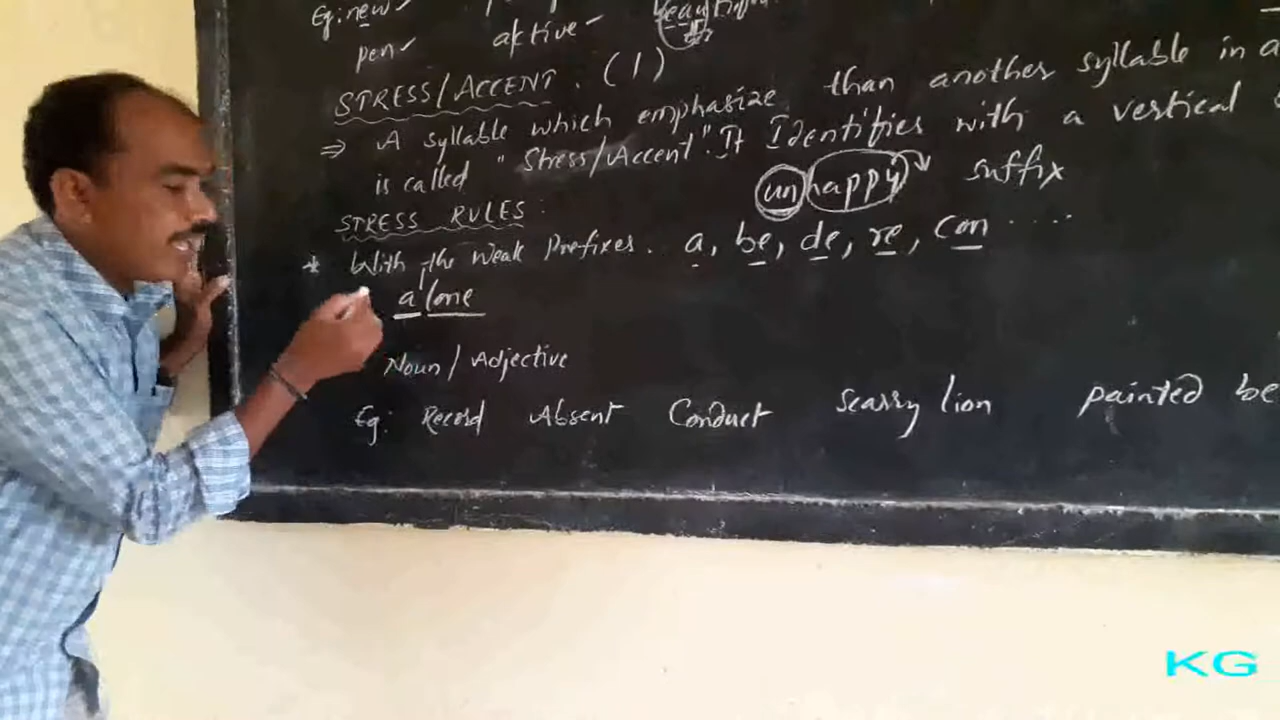 Eg: new
pen aktive
STRESS/ACCENT. (1)
⇒ A syllable which emphasize than another syllable in a
is called "Stress/Accent". It Identifies with a vertical
unhappy suffix
STRESS RULES :
* With the Weak Prefixes. a, be, de, re, con .....
a'lone
Noun / Adjective
Eg: Record Absent Conduct scarry lion painted be
KG